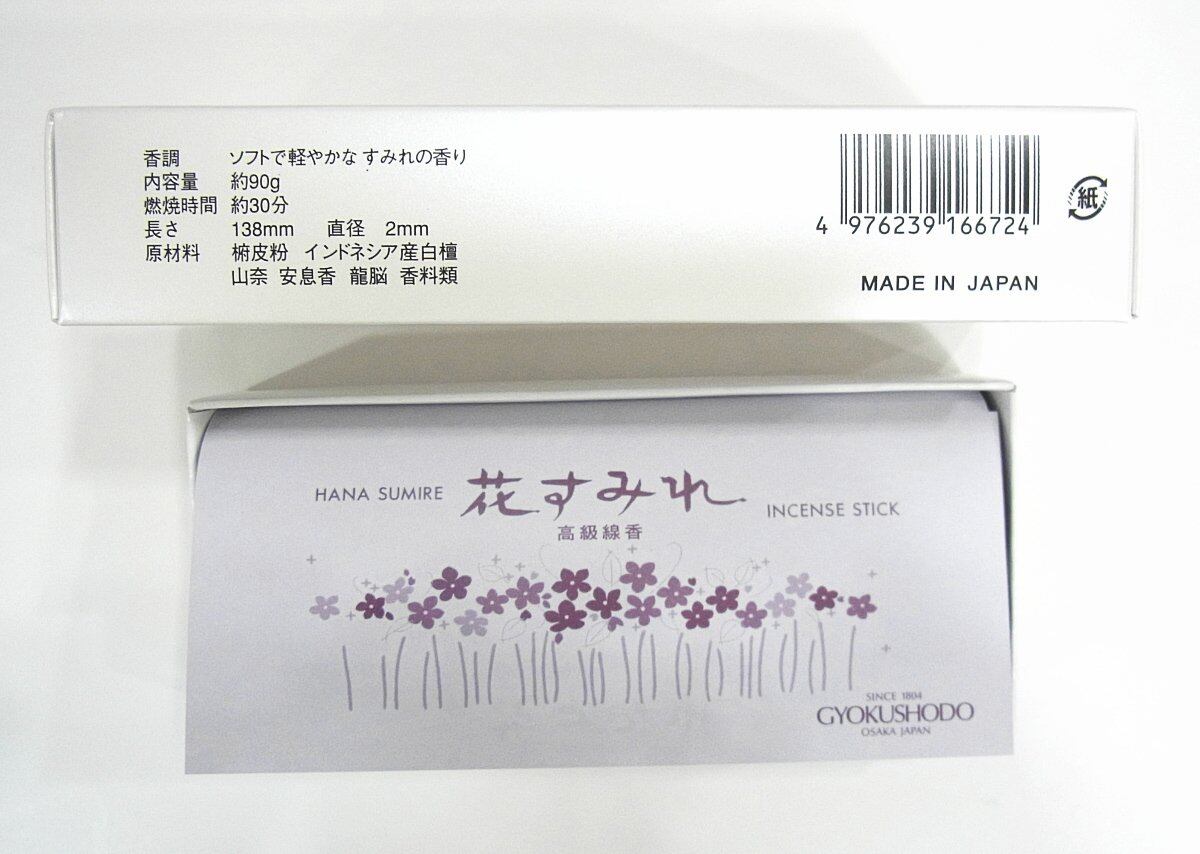 香調 ソフトで軽やかな すみれの香り
内容量 約90g
燃焼時間 約30分
長さ 138mm 直径 2mm
原材料 椨皮粉 インドネシア産白檀
山奈 安息香 龍脳 香料類
4 976239 166724
紙
MADE IN JAPAN
HANA SUMIRE 花すみれ INCENSE STICK
高級線香
SINCE 1804
GYOKUSHODO
OSAKA JAPAN